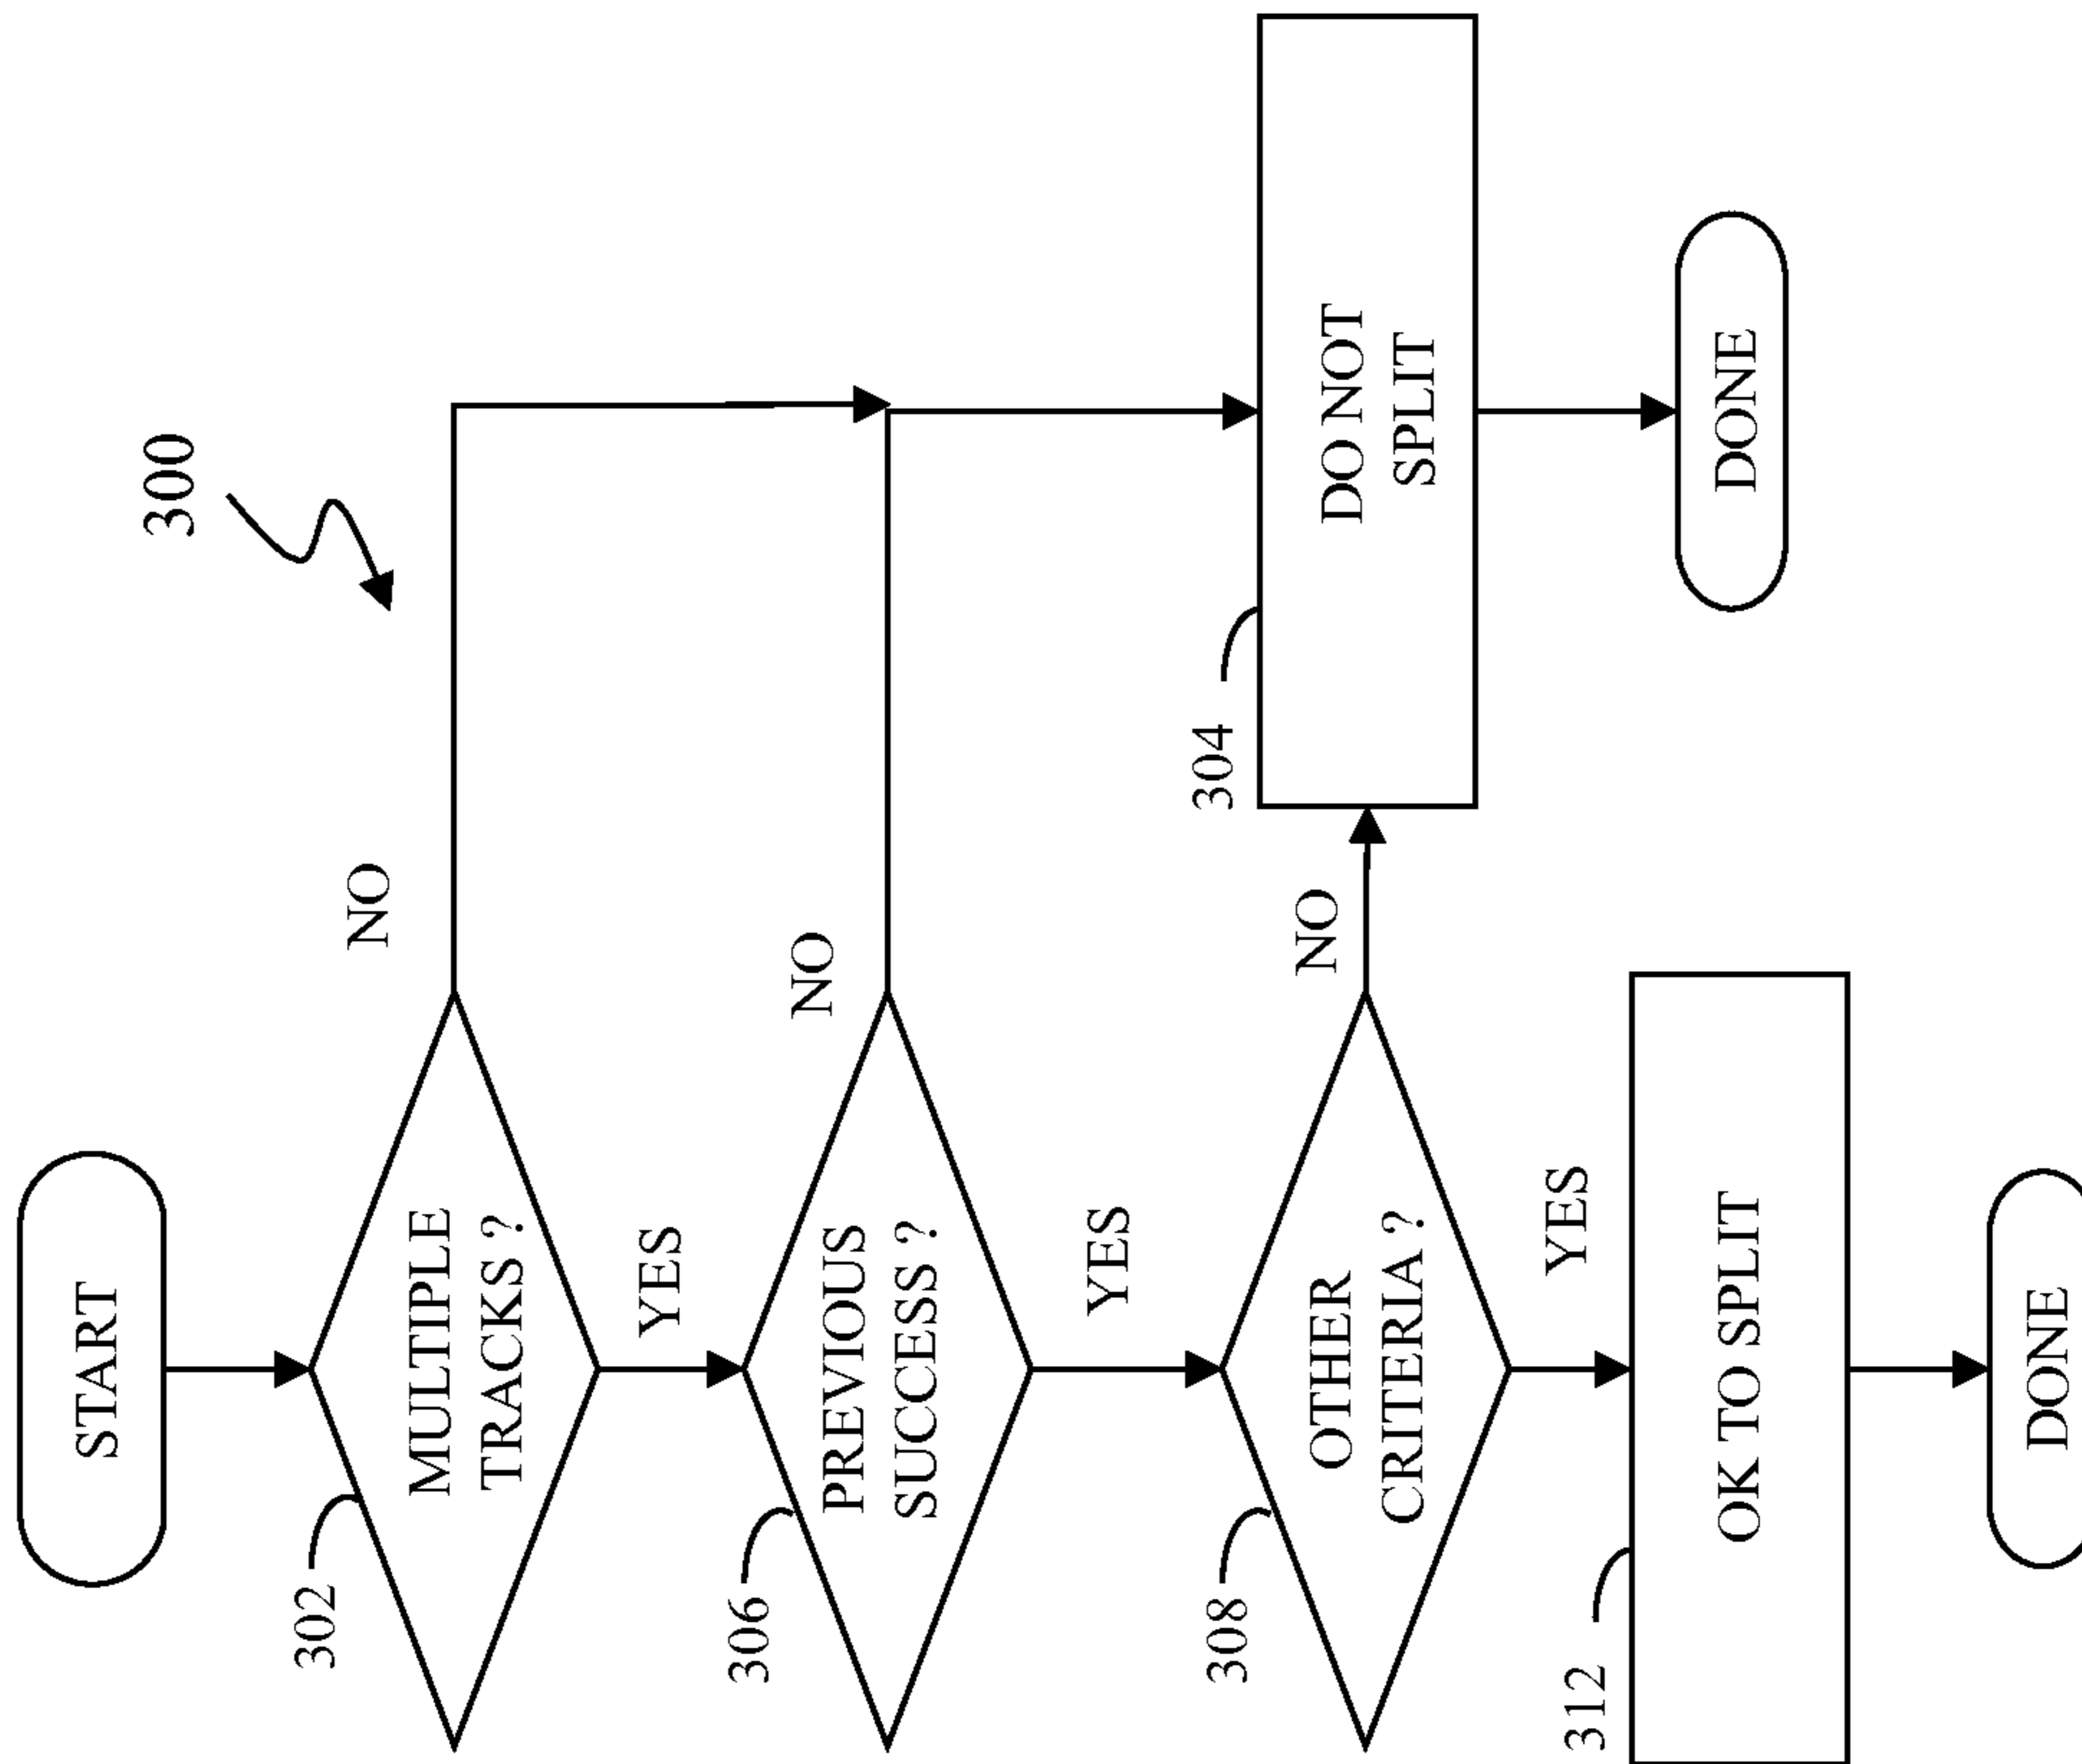 300
START
302
MULTIPLE
TRACKS ?
NO
YES
306
PREVIOUS
SUCCESS ?
NO
YES
308
OTHER
CRITERIA ?
NO
304
DO NOT
SPLIT
YES
312
OK TO SPLIT
DONE
DONE